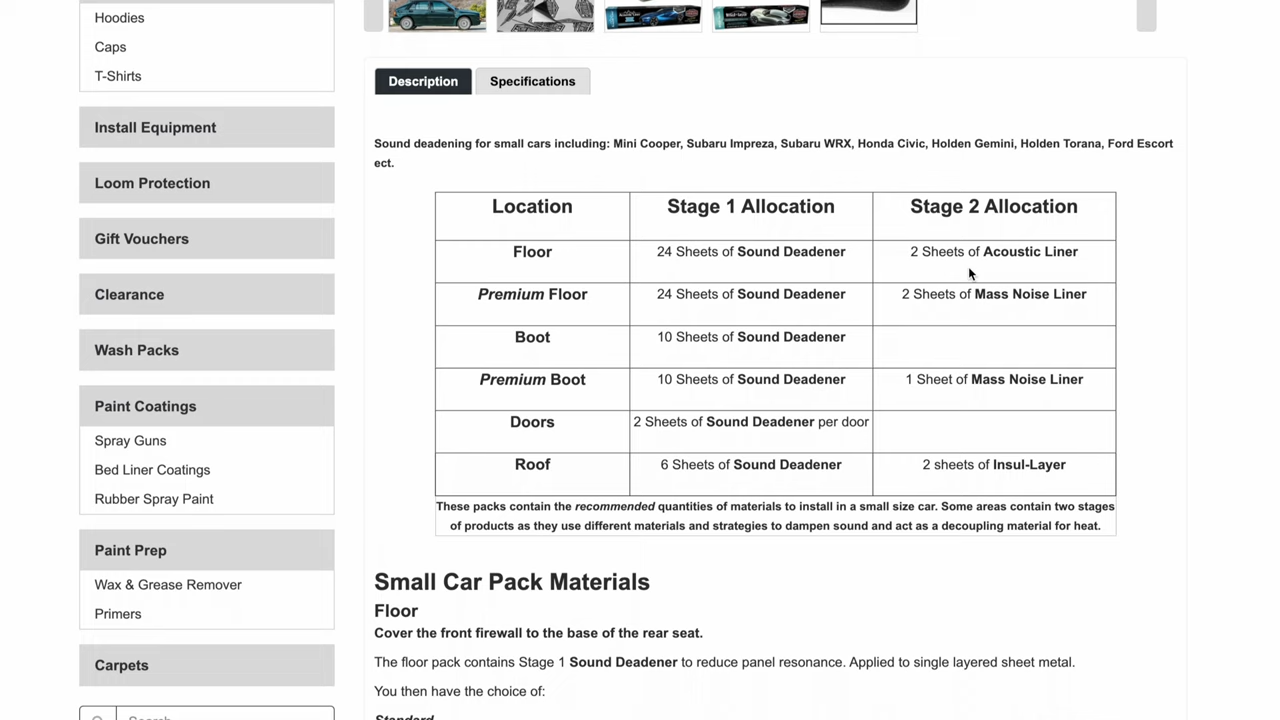 Hoodies
Caps
T-Shirts
Install Equipment
Loom Protection
Gift Vouchers
Clearance
Wash Packs
Paint Coatings
Spray Guns
Bed Liner Coatings
Rubber Spray Paint
Paint Prep
Wax & Grease Remover
Primers
Carpets
Search
Description Specifications
Sound deadening for small cars including: Mini Cooper, Subaru Impreza, Subaru WRX, Honda Civic, Holden Gemini, Holden Torana, Ford Escort
ect.
Location Stage 1 Allocation Stage 2 Allocation
Floor 24 Sheets of Sound Deadener 2 Sheets of Acoustic Liner
Premium Floor 24 Sheets of Sound Deadener 2 Sheets of Mass Noise Liner
Boot 10 Sheets of Sound Deadener
Premium Boot 10 Sheets of Sound Deadener 1 Sheet of Mass Noise Liner
Doors 2 Sheets of Sound Deadener per door
Roof 6 Sheets of Sound Deadener 2 sheets of Insul-Layer
These packs contain the recommended quantities of materials to install in a small size car. Some areas contain two stages
of products as they use different materials and strategies to dampen sound and act as a decoupling material for heat.
Small Car Pack Materials
Floor
Cover the front firewall to the base of the rear seat.
The floor pack contains Stage 1 Sound Deadener to reduce panel resonance. Applied to single layered sheet metal.
You then have the choice of:
Standard